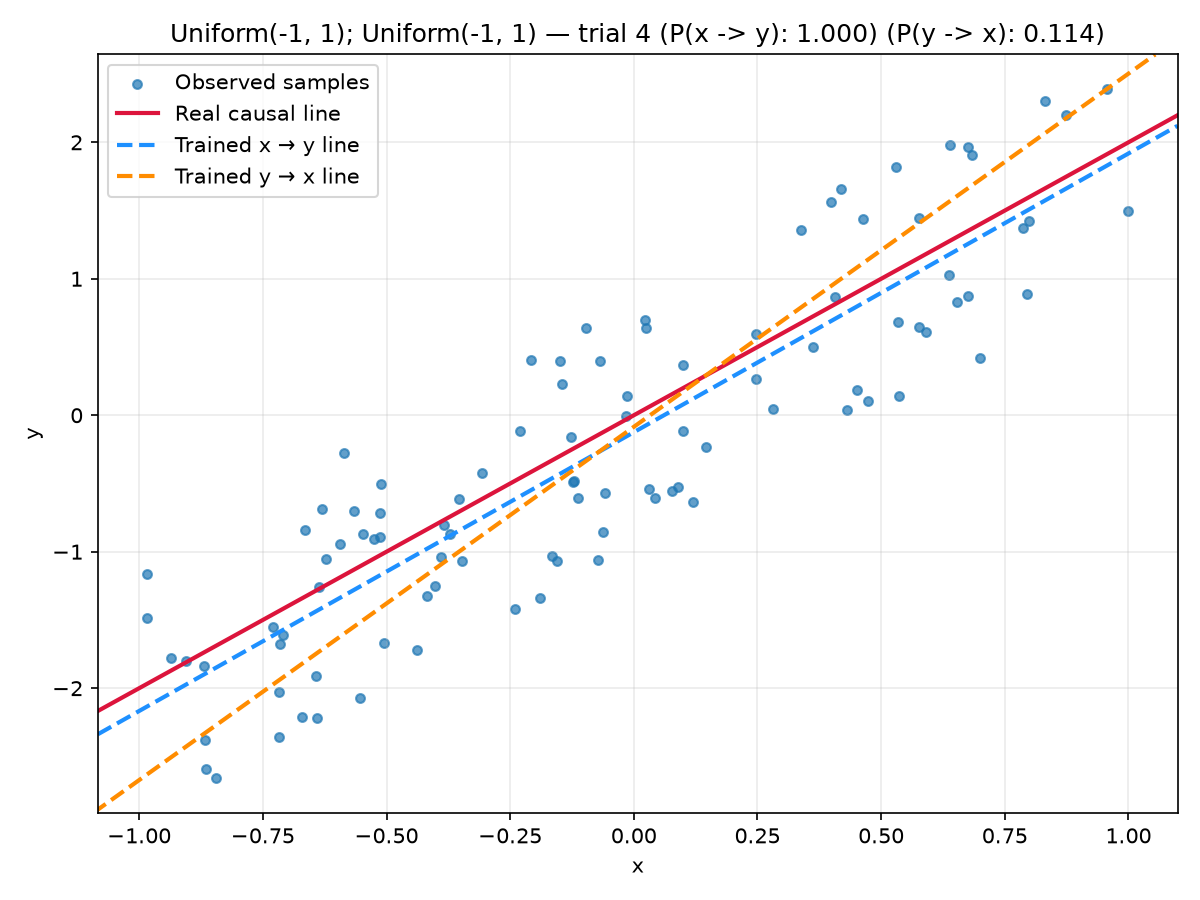 Uniform(-1, 1); Uniform(-1, 1) — trial 4 (P(x -> y): 1.000) (P(y -> x): 0.114)
Observed samples
Real causal line
Trained x → y line
Trained y → x line
2
1
0
−1
−2
y
−1.00
−0.75
−0.50
−0.25
0.00
0.25
0.50
0.75
1.00
x